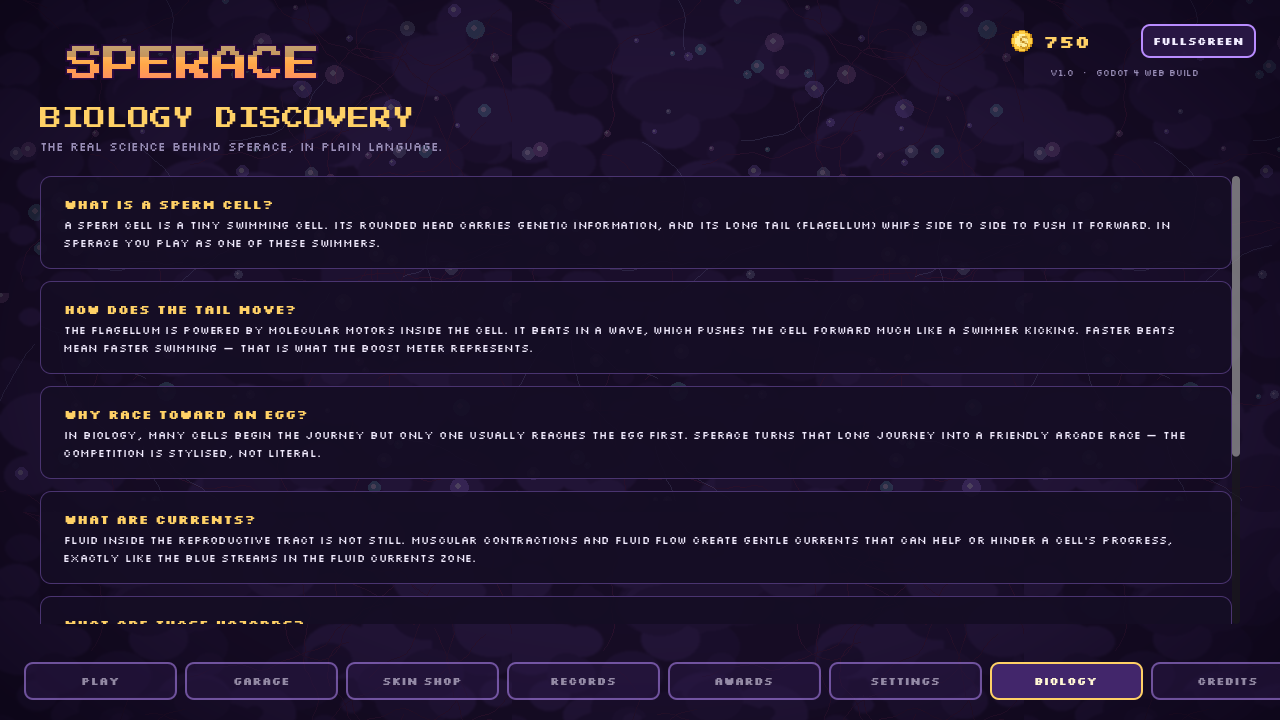 SPERACE
750
FULLSCREEN
V1.0 · GODOT 4 WEB BUILD
BIOLOGY DISCOVERY
THE REAL SCIENCE BEHIND SPERACE, IN PLAIN LANGUAGE.
WHAT IS A SPERM CELL?
A SPERM CELL IS A TINY SWIMMING CELL. ITS ROUNDED HEAD CARRIES GENETIC INFORMATION, AND ITS LONG TAIL (FLAGELLUM) WHIPS SIDE TO SIDE TO PUSH IT FORWARD. IN
SPERACE YOU PLAY AS ONE OF THESE SWIMMERS.
HOW DOES THE TAIL MOVE?
THE FLAGELLUM IS POWERED BY MOLECULAR MOTORS INSIDE THE CELL. IT BEATS IN A WAVE, WHICH PUSHES THE CELL FORWARD MUCH LIKE A SWIMMER KICKING. FASTER BEATS
MEAN FASTER SWIMMING — THAT IS WHAT THE BOOST METER REPRESENTS.
WHY RACE TOWARD AN EGG?
IN BIOLOGY, MANY CELLS BEGIN THE JOURNEY BUT ONLY ONE USUALLY REACHES THE EGG FIRST. SPERACE TURNS THAT LONG JOURNEY INTO A FRIENDLY ARCADE RACE — THE
COMPETITION IS STYLISED, NOT LITERAL.
WHAT ARE CURRENTS?
FLUID INSIDE THE REPRODUCTIVE TRACT IS NOT STILL. MUSCULAR CONTRACTIONS AND FLUID FLOW CREATE GENTLE CURRENTS THAT CAN HELP OR HINDER A CELL'S PROGRESS,
EXACTLY LIKE THE BLUE STREAMS IN THE FLUID CURRENTS ZONE.
WHAT ARE THOSE HAZARDS?
PLAY
GARAGE
SKIN SHOP
RECORDS
AWARDS
SETTINGS
BIOLOGY
CREDITS